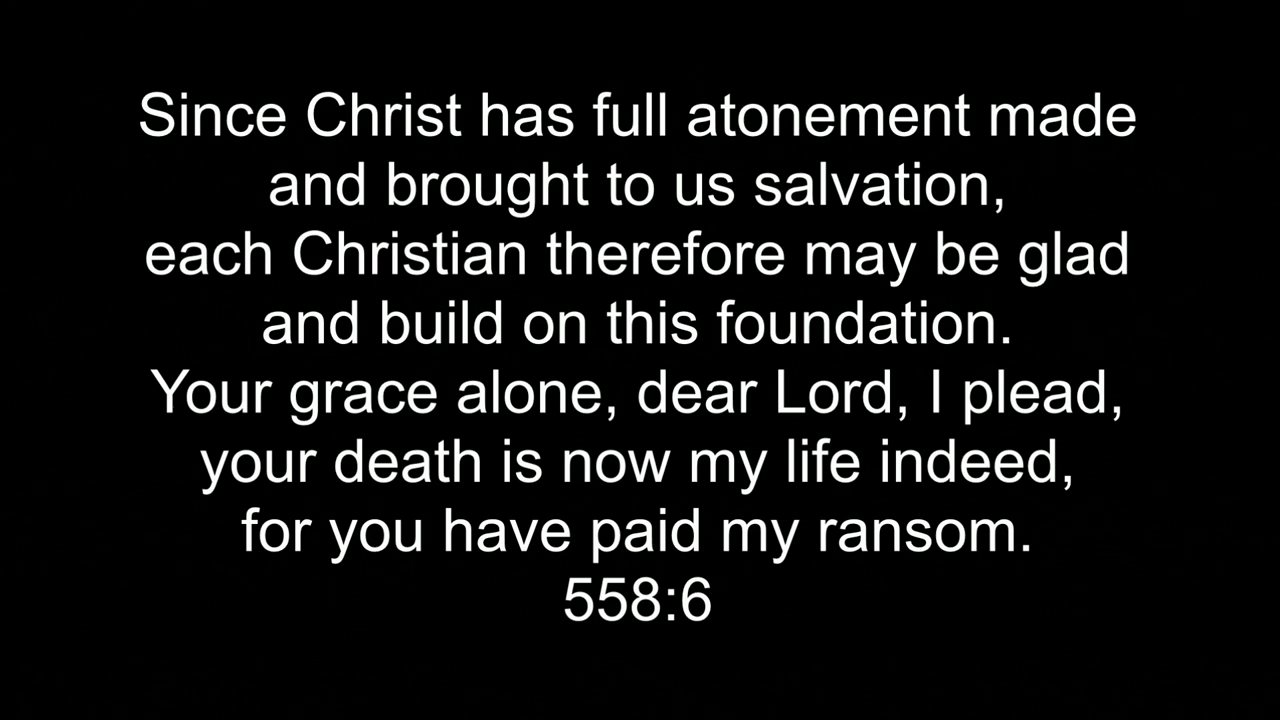 Since Christ has full atonement made
and brought to us salvation,
each Christian therefore may be glad
and build on this foundation.
Your grace alone, dear Lord, I plead,
your death is now my life indeed,
for you have paid my ransom.
558:6